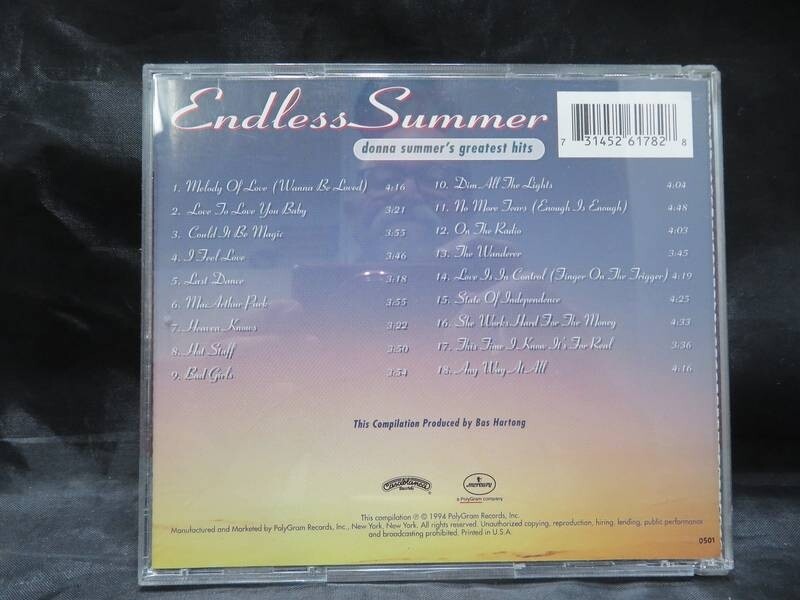 Endless Summer
donna summer's greatest hits
7 31452 61782 8
1. Melody Of Love (Wanna Be Loved) 4:16
2. Love To Love You Baby 3:21
3. Could It Be Magic 3:55
4. I Feel Love 3:46
5. Last Dance 3:18
6. MacArthur Park 3:55
7. Heaven Knows 3:22
8. Hot Stuff 3:50
9. Bad Girls 3:54
10. Dim All The Lights 4:04
11. No More Tears (Enough Is Enough) 4:48
12. On The Radio 4:03
13. The Wanderer 3:45
14. Love Is In Control (Finger On The Trigger) 4:19
15. State Of Independence 4:25
16. She Works Hard For The Money 4:33
17. This Time I Know It's For Real 3:36
18. Any Way At All 4:16
This Compilation Produced by Bas Hartong
Casablanca
Records
mercury
a PolyGram company
This compilation ℗ © 1994 PolyGram Records, Inc.
Manufactured and Marketed by PolyGram Records, Inc., New York, New York. All rights reserved. Unauthorized copying, reproduction, hiring, lending, public performance
and broadcasting prohibited. Printed in U.S.A.
0501